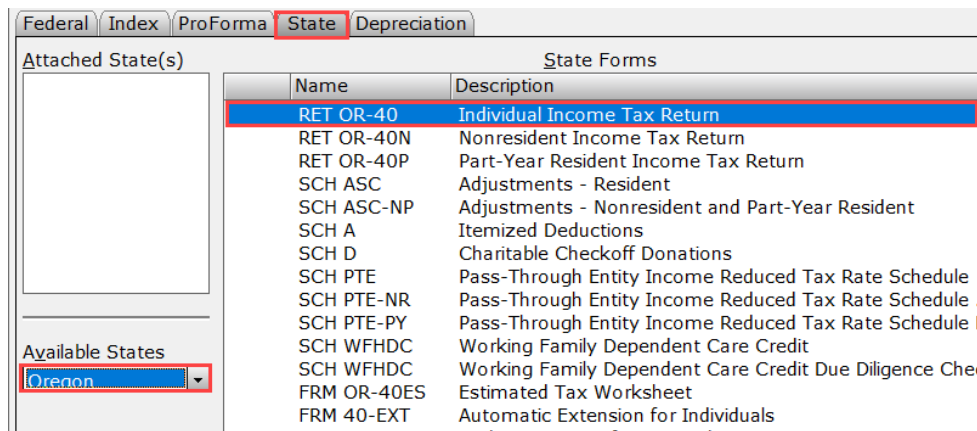 Federal Index ProForma State Depreciation
Attached State(s) State Forms
Name Description
RET OR-40 Individual Income Tax Return
RET OR-40N Nonresident Income Tax Return
RET OR-40P Part-Year Resident Income Tax Return
SCH ASC Adjustments - Resident
SCH ASC-NP Adjustments - Nonresident and Part-Year Resident
SCH A Itemized Deductions
SCH D Charitable Checkoff Donations
SCH PTE Pass-Through Entity Income Reduced Tax Rate Schedule
SCH PTE-NR Pass-Through Entity Income Reduced Tax Rate Schedule
SCH PTE-PY Pass-Through Entity Income Reduced Tax Rate Schedule
Available States
SCH WFHDC Working Family Dependent Care Credit
Oregon
SCH WFHDC Working Family Dependent Care Credit Due Diligence Che
FRM OR-40ES Estimated Tax Worksheet
FRM 40-EXT Automatic Extension for Individuals